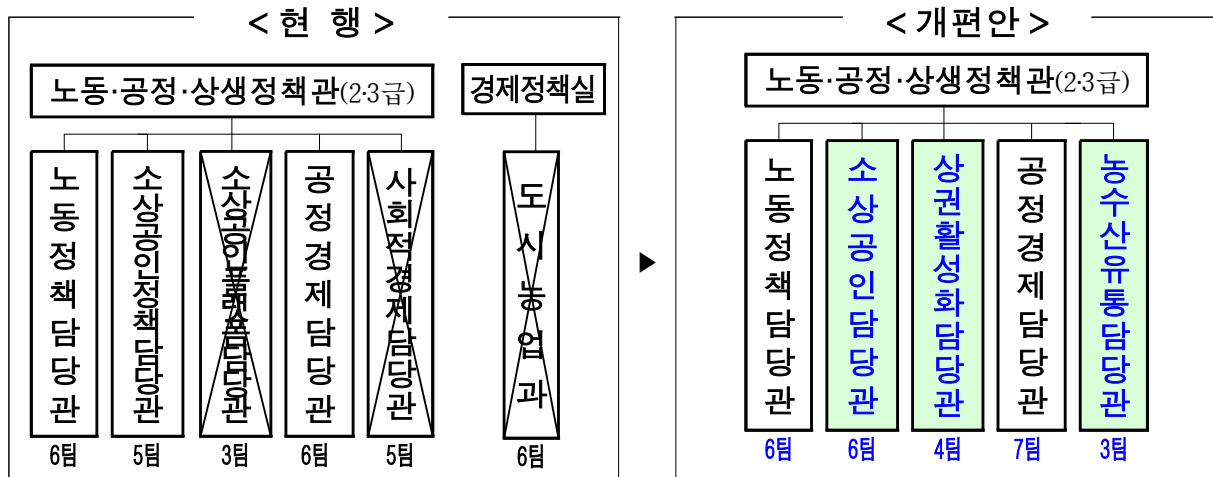 < 현 행 >
노동·공정·상생정책관(2·3급)
경제정책실
노동정책담당관
소상공인정책담당관
소상공인플랫폼담당관
공정경제담당관
사회적경제담당관
도시농업과
6팀
5팀
3팀
6팀
5팀
6팀
▶
< 개편안 >
노동·공정·상생정책관(2·3급)
노동정책담당관
소상공인담당관
상권활성화담당관
공정경제담당관
농수산유통담당관
6팀
6팀
4팀
7팀
3팀